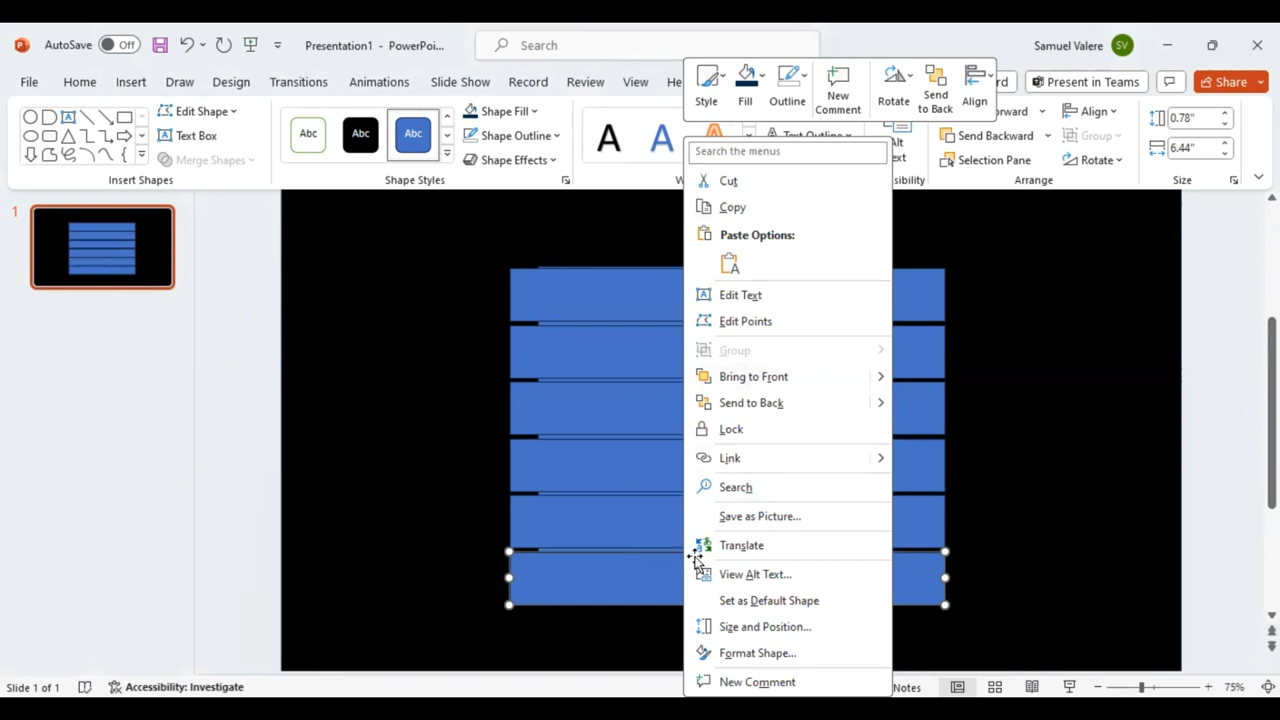 AutoSave Off Presentation1 - PowerPoi... Search Samuel Valere SV
File Home Insert Draw Design Transitions Animations Slide Show Record Review View He Present in Teams Share
Style Fill Outline New Comment Rotate Send to Back Align
Edit Shape
Text Box
Merge Shapes
Insert Shapes
Abc Abc Abc
Shape Fill
Shape Outline
Shape Effects
Shape Styles
A A A
Text Outline
Alt
Send Backward
Selection Pane
Align
Group
Rotate
Arrange
0.78"
6.44"
Size
1
Search the menus
Cut
Copy
Paste Options:
Edit Text
Edit Points
Group
Bring to Front
Send to Back
Lock
Link
Search
Save as Picture...
Translate
View Alt Text...
Set as Default Shape
Size and Position...
Format Shape...
New Comment
Slide 1 of 1 Accessibility: Investigate Notes 75%